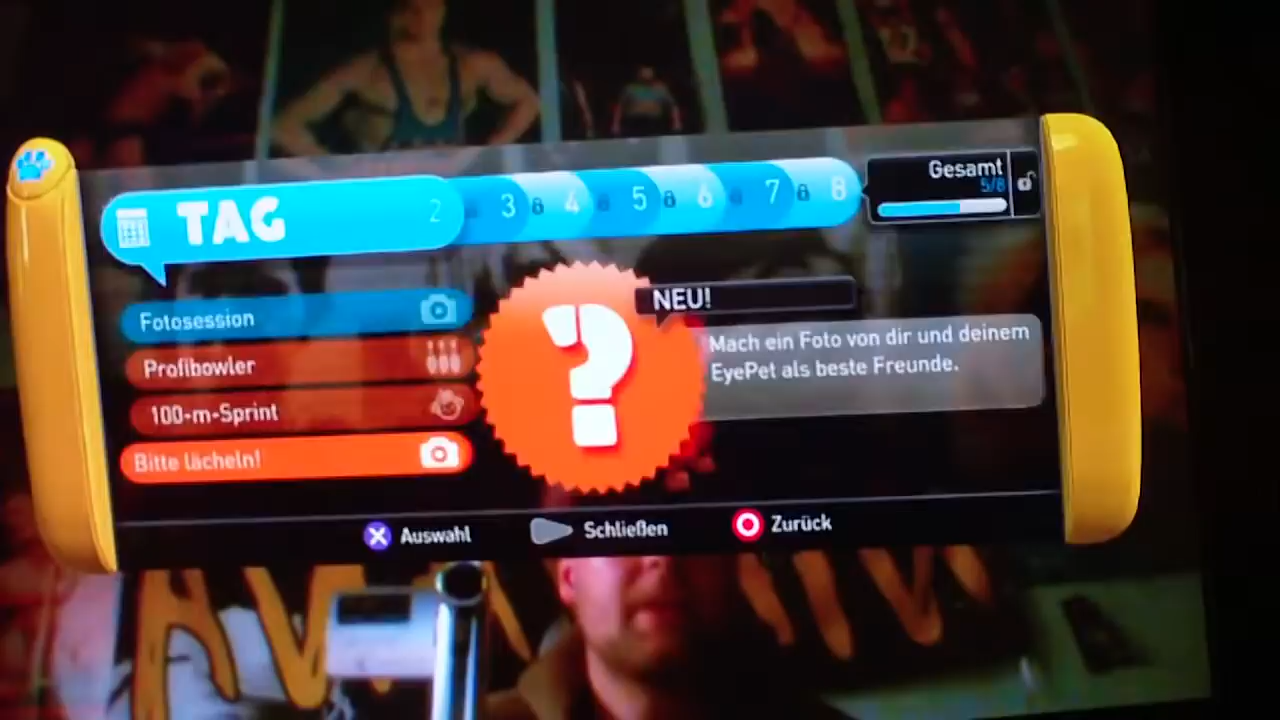 TAG 2 3 4 5 6 7 8
Gesamt
5/8
Fotosession
Profibowler
100-m-Sprint
Bitte lächeln!
?
NEU!
Mach ein Foto von dir und deinem
EyePet als beste Freunde.
Auswahl Schließen Zurück